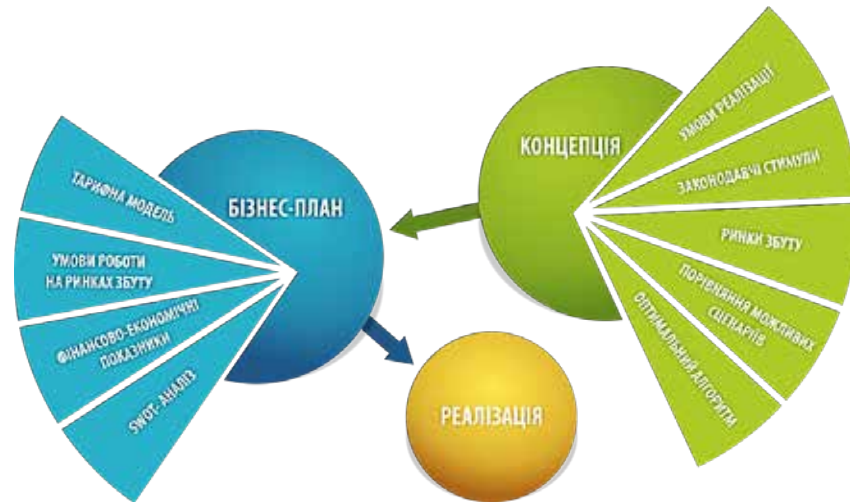 КОНЦЕПЦІЯ
УМОВИ РЕАЛІЗАЦІЇ
ЗАКОНОДАВЧІ СТИМУЛИ
РИНКИ ЗБУТУ
ПОРІВНЯННЯ МОЖЛИВИХ
СЦЕНАРІЇВ
ОПТИМАЛЬНИЙ АЛГОРИТМ
БІЗНЕС-ПЛАН
ТАРИФНА МОДЕЛЬ
УМОВИ РОБОТИ
НА РИНКАХ ЗБУТУ
ФІНАНСОВО-ЕКОНОМІЧНІ
ПОКАЗНИКИ
SWOT- АНАЛІЗ
РЕАЛІЗАЦІЯ